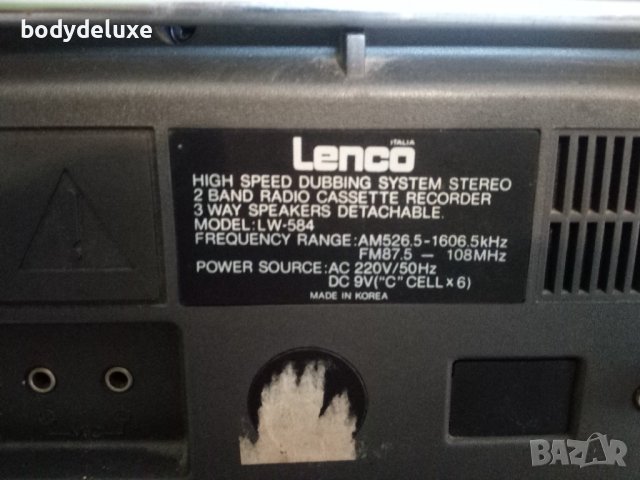 bodydeluxe
Lenco
ITALIA
HIGH SPEED DUBBING SYSTEM STEREO
2 BAND RADIO CASSETTE RECORDER
3 WAY SPEAKERS DETACHABLE.
MODEL: LW-584
FREQUENCY RANGE: AM526.5-1606.5kHz
FM87.5 - 108MHz
POWER SOURCE: AC 220V/50Hz
DC 9V("C" CELL x 6)
MADE IN KOREA
BAZAR